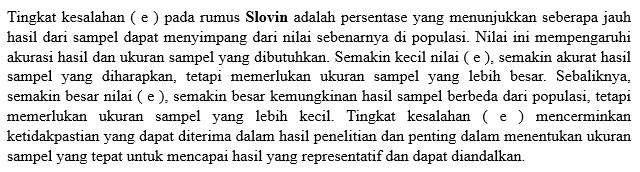 Tingkat kesalahan ( e ) pada rumus Slovin adalah persentase yang menunjukkan seberapa jauh
hasil dari sampel dapat menyimpang dari nilai sebenarnya di populasi. Nilai ini mempengaruhi
akurasi hasil dan ukuran sampel yang dibutuhkan. Semakin kecil nilai ( e ), semakin akurat hasil
sampel yang diharapkan, tetapi memerlukan ukuran sampel yang lebih besar. Sebaliknya,
semakin besar nilai ( e ), semakin besar kemungkinan hasil sampel berbeda dari populasi, tetapi
memerlukan ukuran sampel yang lebih kecil. Tingkat kesalahan ( e ) mencerminkan
ketidakpastian yang dapat diterima dalam hasil penelitian dan penting dalam menentukan ukuran
sampel yang tepat untuk mencapai hasil yang representatif dan dapat diandalkan.